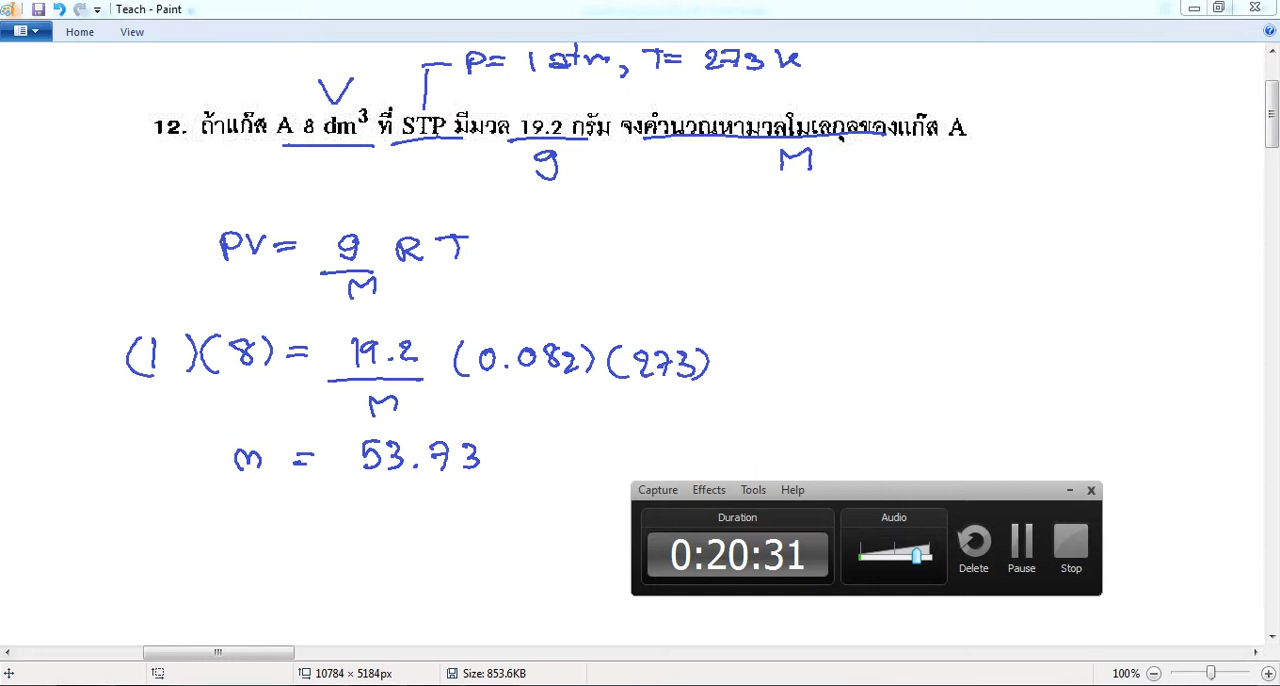 Teach - Paint
Home View
P= 1 atm, T= 273 K
V
12. ถ้าแก๊ส A 8 dm³ ที่ STP มีมวล 19.2 กรัม จงคำนวณหามวลโมเลกุลของแก๊ส A
g M
PV= g R T
M
(1 )(8) = 19.2 (0.082)(273)
M
m = 53.73
Capture Effects Tools Help
Duration Audio
0:20:31
Delete Pause Stop
10784 × 5184px Size: 853.6KB 100%